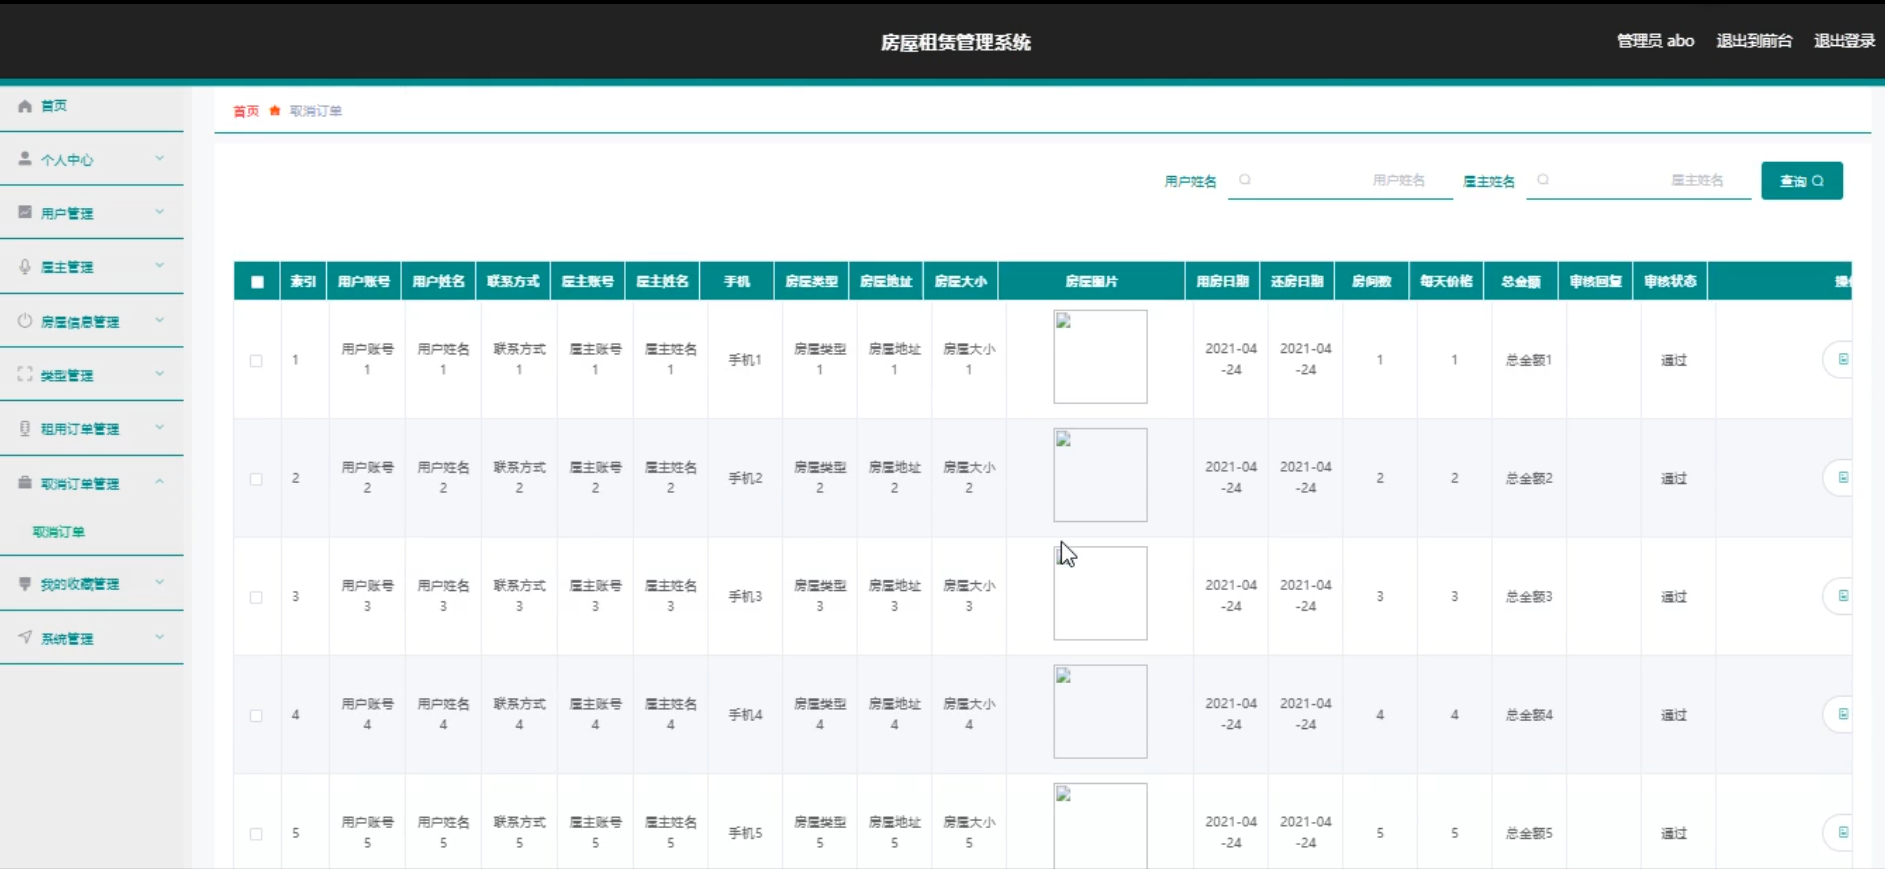 房屋租赁管理系统
管理员 abo 退出到前台 退出登录
首页
个人中心
用户管理
屋主管理
房屋信息管理
类型管理
租用订单管理
取消订单管理
取消订单
我的收藏管理
系统管理
首页 取消订单
用户姓名 用户姓名 屋主姓名 屋主姓名 查询
索引 用户账号 用户姓名 联系方式 屋主账号 屋主姓名 手机 房屋类型 房屋地址 房屋大小 房屋图片 用房日期 还房日期 房间数 每天价格 总金额 审核回复 审核状态
1 用户账号1 用户姓名1 联系方式1 屋主账号1 屋主姓名1 手机1 房屋类型1 房屋地址1 房屋大小1 2021-04-24 2021-04-24 1 1 总金额1 通过
2 用户账号2 用户姓名2 联系方式2 屋主账号2 屋主姓名2 手机2 房屋类型2 房屋地址2 房屋大小2 2021-04-24 2021-04-24 2 2 总金额2 通过
3 用户账号3 用户姓名3 联系方式3 屋主账号3 屋主姓名3 手机3 房屋类型3 房屋地址3 房屋大小3 2021-04-24 2021-04-24 3 3 总金额3 通过
4 用户账号4 用户姓名4 联系方式4 屋主账号4 屋主姓名4 手机4 房屋类型4 房屋地址4 房屋大小4 2021-04-24 2021-04-24 4 4 总金额4 通过
5 用户账号5 用户姓名5 联系方式5 屋主账号5 屋主姓名5 手机5 房屋类型5 房屋地址5 房屋大小5 2021-04-24 2021-04-24 5 5 总金额5 通过